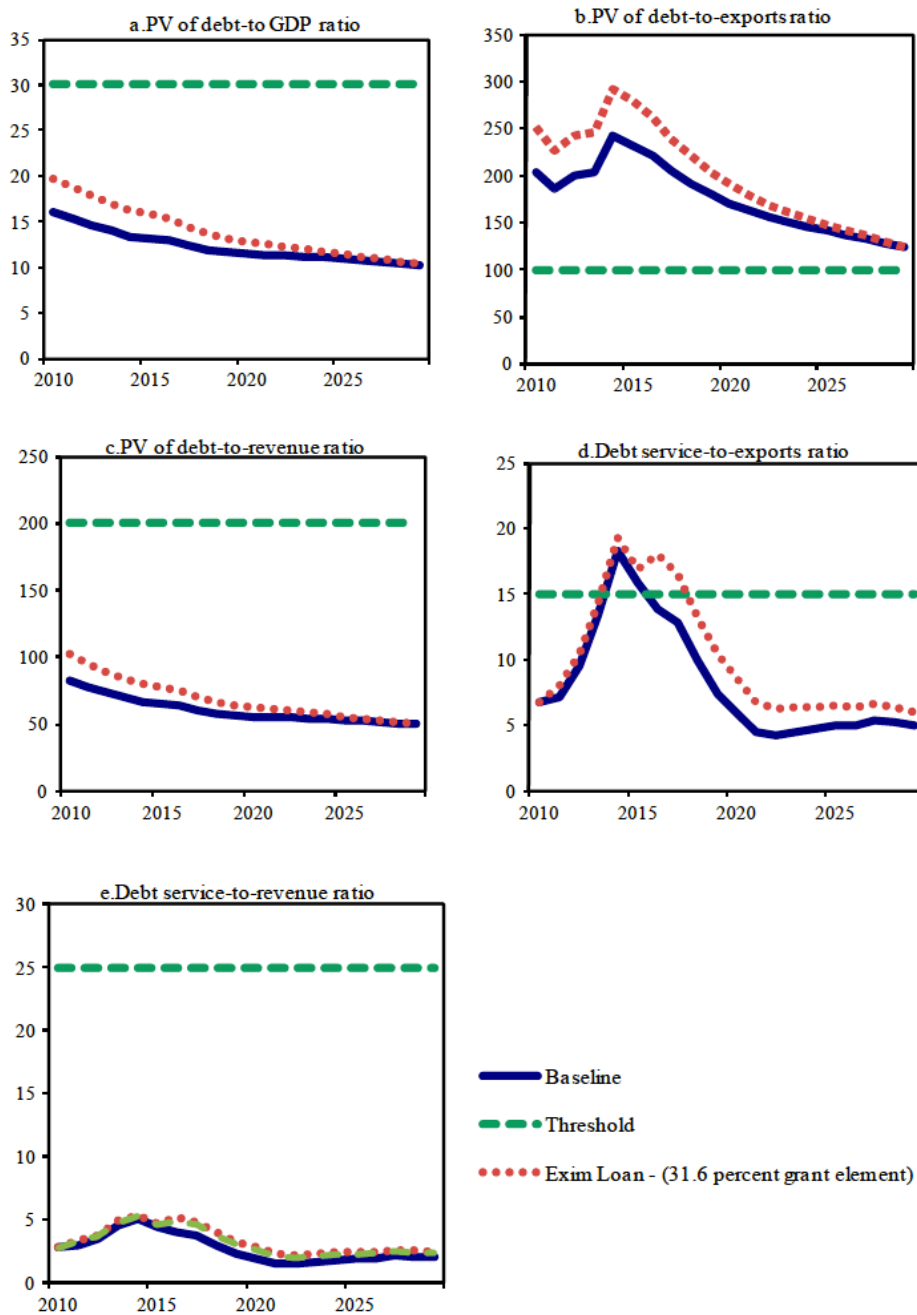 a.PV of debt-to GDP ratio
35
30
25
20
15
10
5
0
2010 2015 2020 2025
b.PV of debt-to-exports ratio
350
300
250
200
150
100
50
0
2010 2015 2020 2025
c.PV of debt-to-revenue ratio
250
200
150
100
50
0
2010 2015 2020 2025
d.Debt service-to-exports ratio
25
20
15
10
5
0
2010 2015 2020 2025
e.Debt service-to-revenue ratio
30
25
20
15
10
5
0
2010 2015 2020 2025
Baseline
Threshold
Exim Loan - (31.6 percent grant element)